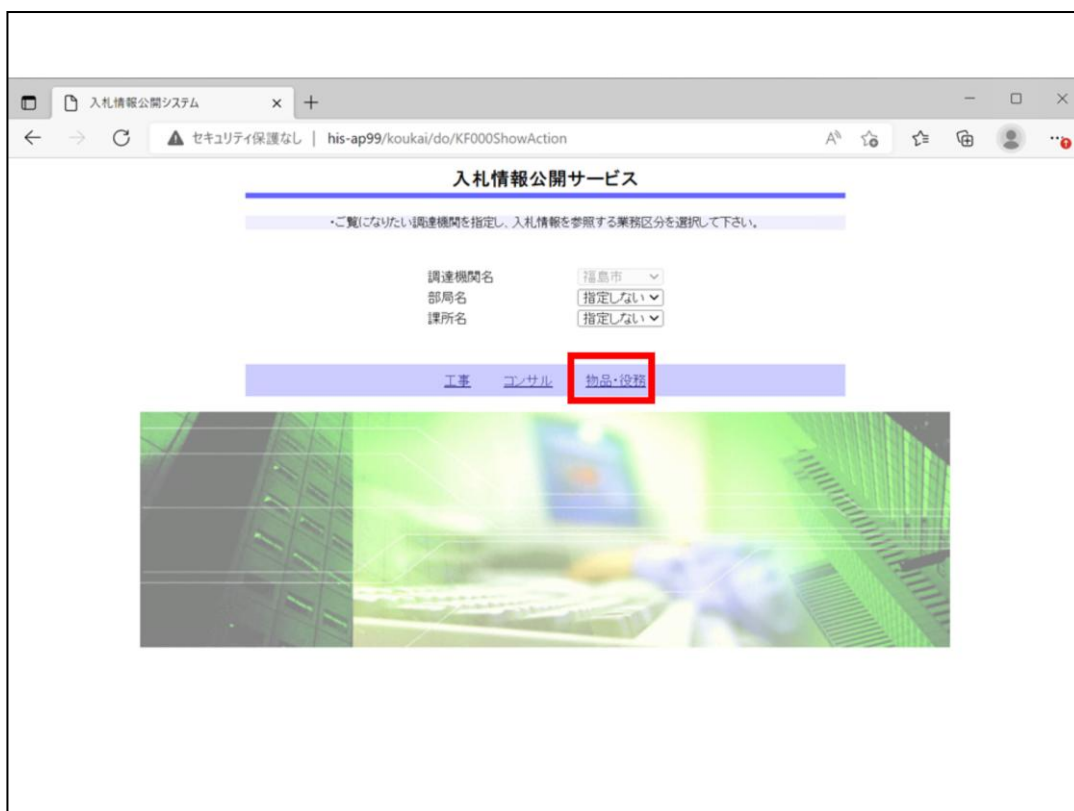 入札情報公開システム
セキュリティ保護なし | his-ap99/koukai/do/KF000ShowAction
入札情報公開サービス
・ご覧になりたい調達機関を指定し、入札情報を参照する業務区分を選択して下さい。
調達機関名 福島市
部局名 指定しない
課所名 指定しない
工事 コンサル 物品・役務